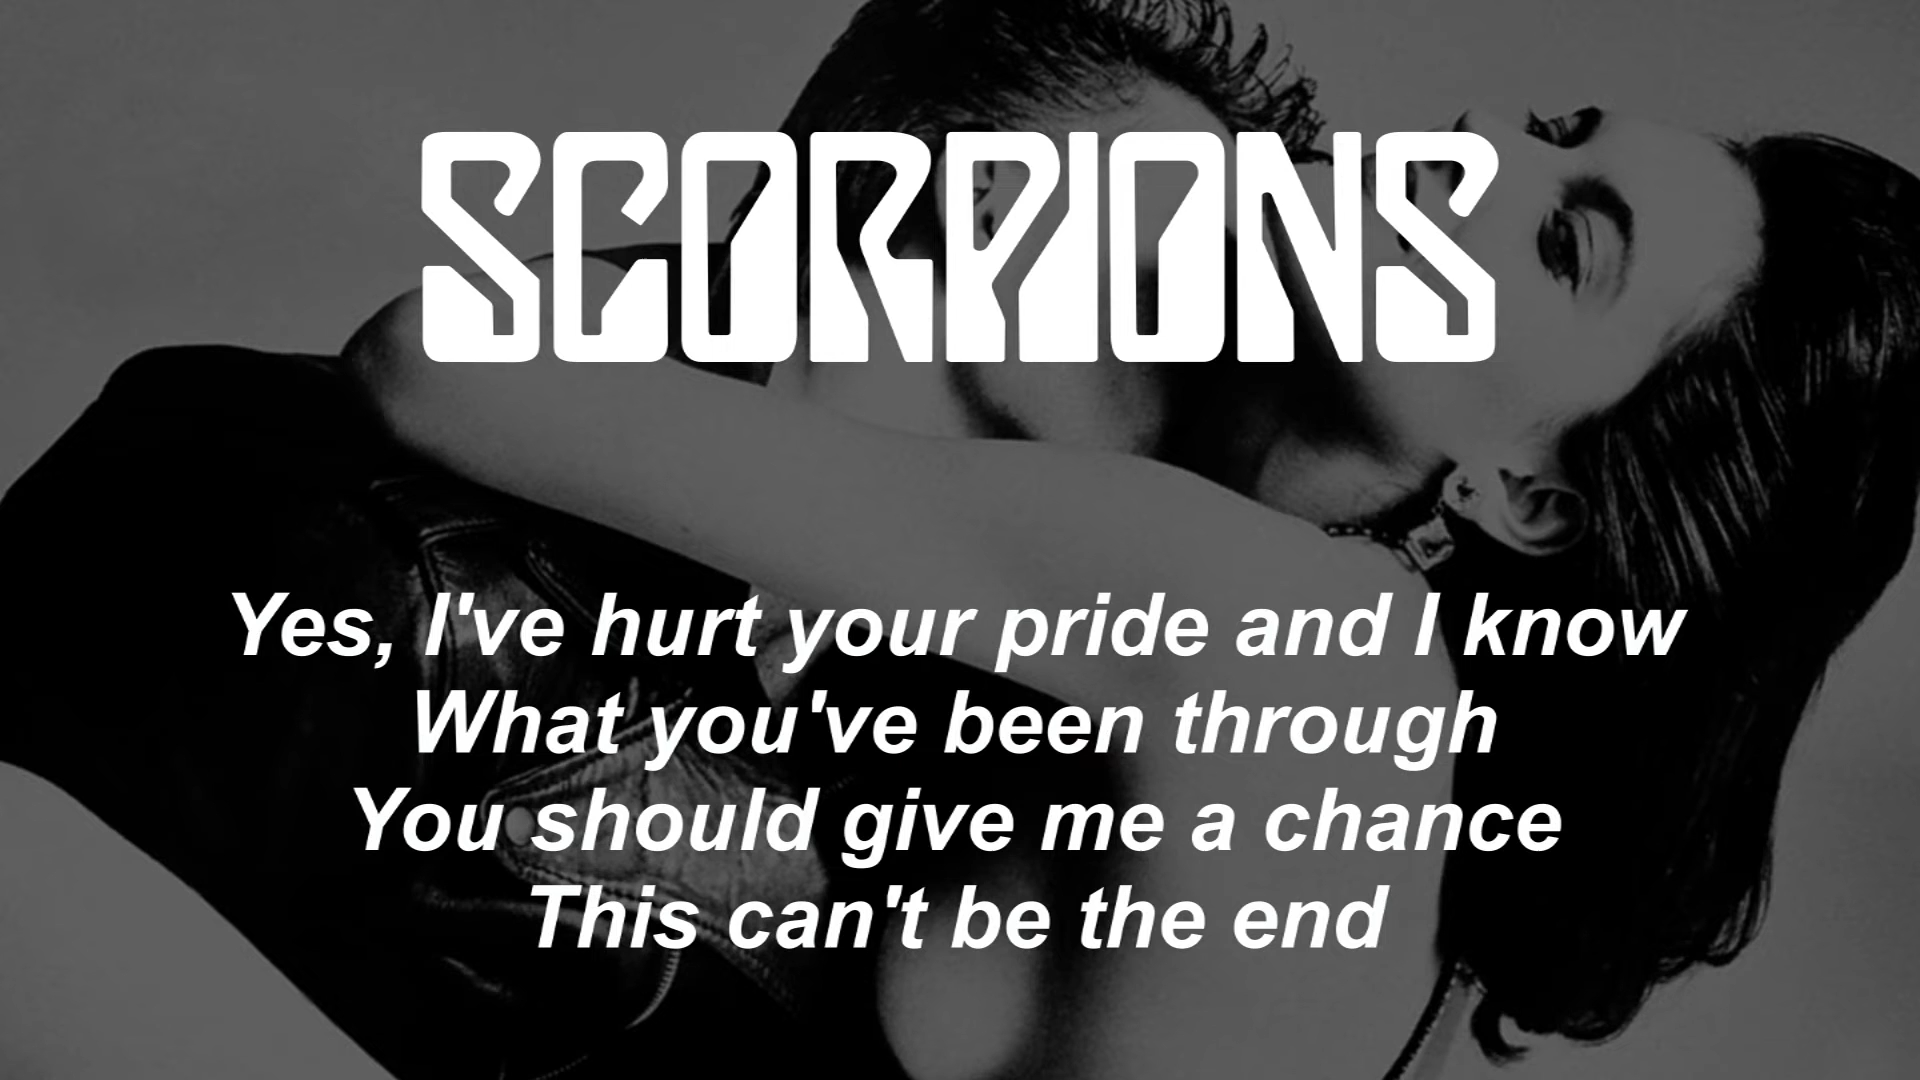 SCORPIONS
Yes, I've hurt your pride and I know
What you've been through
You should give me a chance
This can't be the end